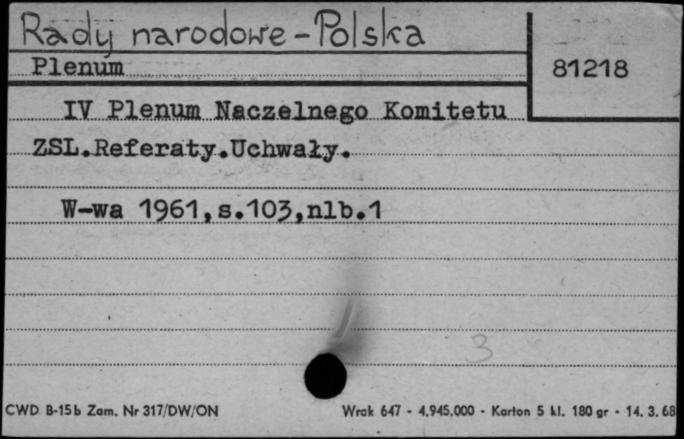 Rady narodowe - Polska
Plenum
81218
IV Plenum Naczelnego Komitetu
ZSL.Referaty.Uchwały.
W-wa 1961,s.103,nlb.1
3
CWD B-15b Zam. Nr 317/DW/ON
Wrak 647 - 4.945.000 - Karton 5 kl. 180 gr - 14. 3. 68